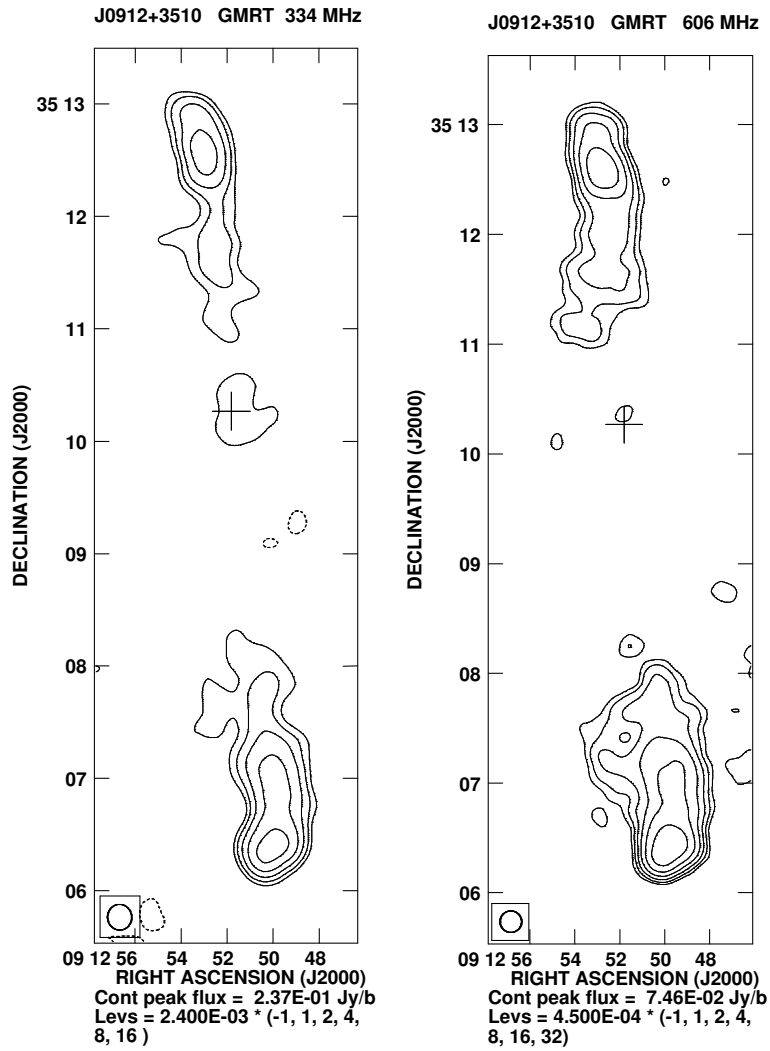 J0912+3510 GMRT 334 MHz
DECLINATION (J2000)
35 13
12
11
10
09
08
07
06
09 12 56 54 52 50 48
RIGHT ASCENSION (J2000)
Cont peak flux = 2.37E-01 Jy/b
Levs = 2.400E-03 * (-1, 1, 2, 4,
8, 16 )
J0912+3510 GMRT 606 MHz
DECLINATION (J2000)
35 13
12
11
10
09
08
07
06
09 12 56 54 52 50 48
RIGHT ASCENSION (J2000)
Cont peak flux = 7.46E-02 Jy/b
Levs = 4.500E-04 * (-1, 1, 2, 4,
8, 16, 32)